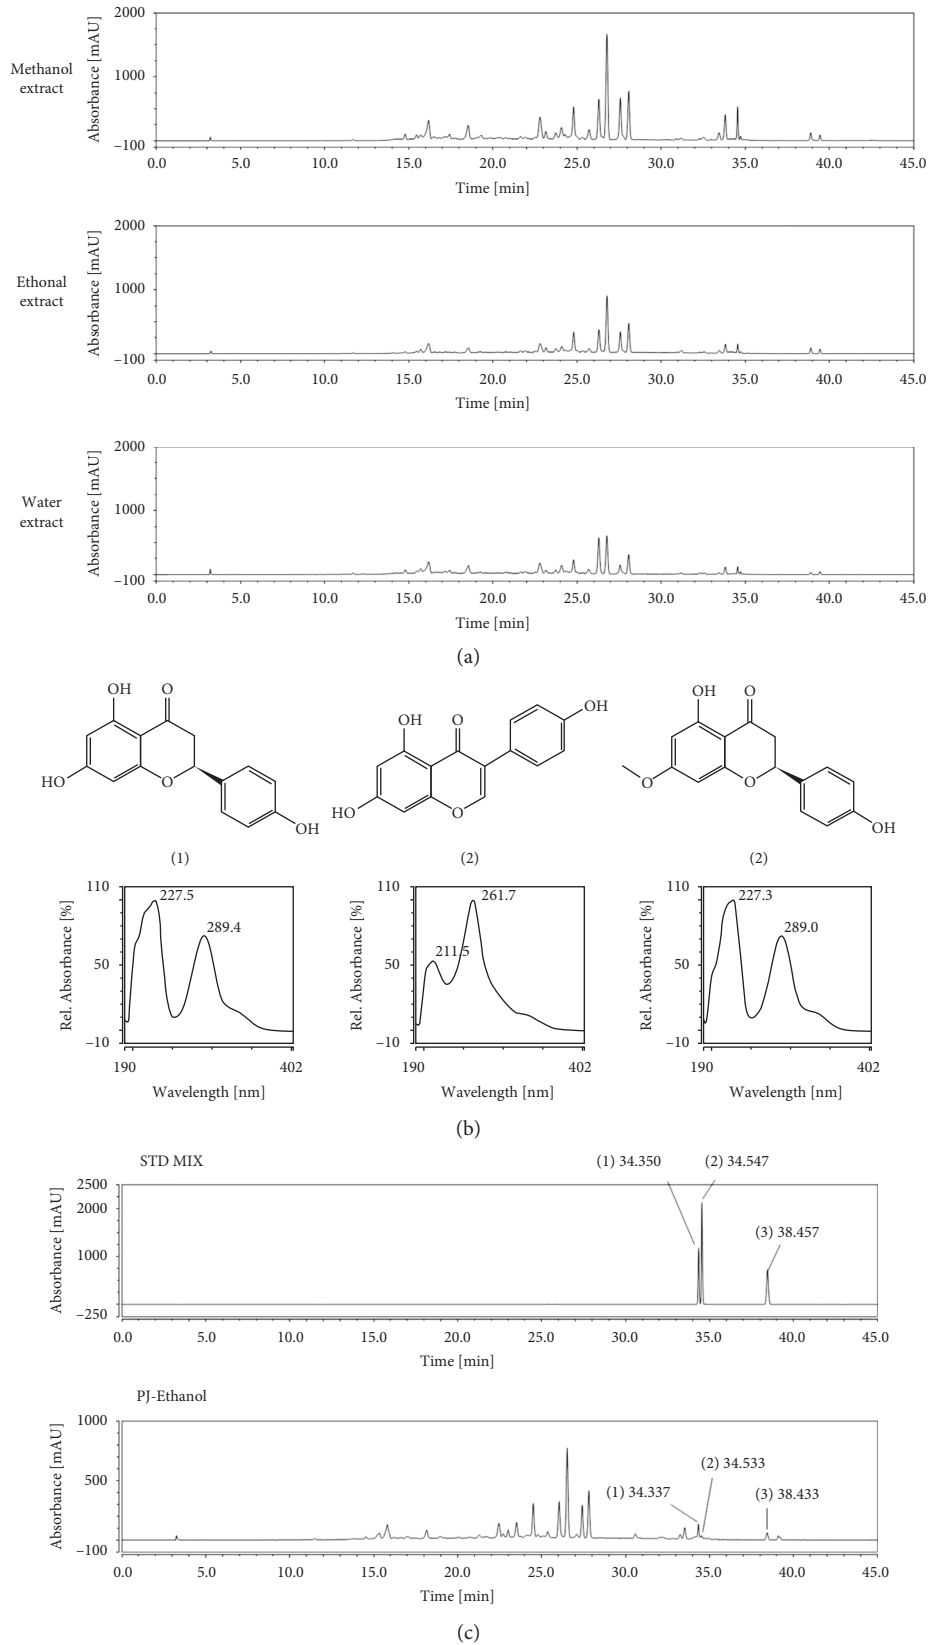 2000
1000
–100
Absorbance [mAU]
Methanol
extract
0.0 5.0 10.0 15.0 20.0 25.0 30.0 35.0 40.0 45.0
Time [min]
2000
1000
–100
Absorbance [mAU]
Ethonal
extract
0.0 5.0 10.0 15.0 20.0 25.0 30.0 35.0 40.0 45.0
Time [min]
2000
1000
–100
Absorbance [mAU]
Water
extract
0.0 5.0 10.0 15.0 20.0 25.0 30.0 35.0 40.0 45.0
Time [min]
(a)
OH O
HO O
OH
(1)
OH O OH
HO O
(2)
OH O
O O
OH
(2)
110
50
–10
Rel. Absorbance [%]
227.5
289.4
190 402
Wavelength [nm]
110
50
–10
Rel. Absorbance [%]
261.7
211.5
190 402
Wavelength [nm]
110
50
–10
Rel. Absorbance [%]
227.3
289.0
190 402
Wavelength [nm]
(b)
STD MIX
(1) 34.350 (2) 34.547
(3) 38.457
2500
2000
1000
–250
Absorbance [mAU]
0.0 5.0 10.0 15.0 20.0 25.0 30.0 35.0 40.0 45.0
Time [min]
PJ-Ethanol
1000
500
–100
Absorbance [mAU]
(2) 34.533
(1) 34.337 (3) 38.433
0.0 5.0 10.0 15.0 20.0 25.0 30.0 35.0 40.0 45.0
Time [min]
(c)